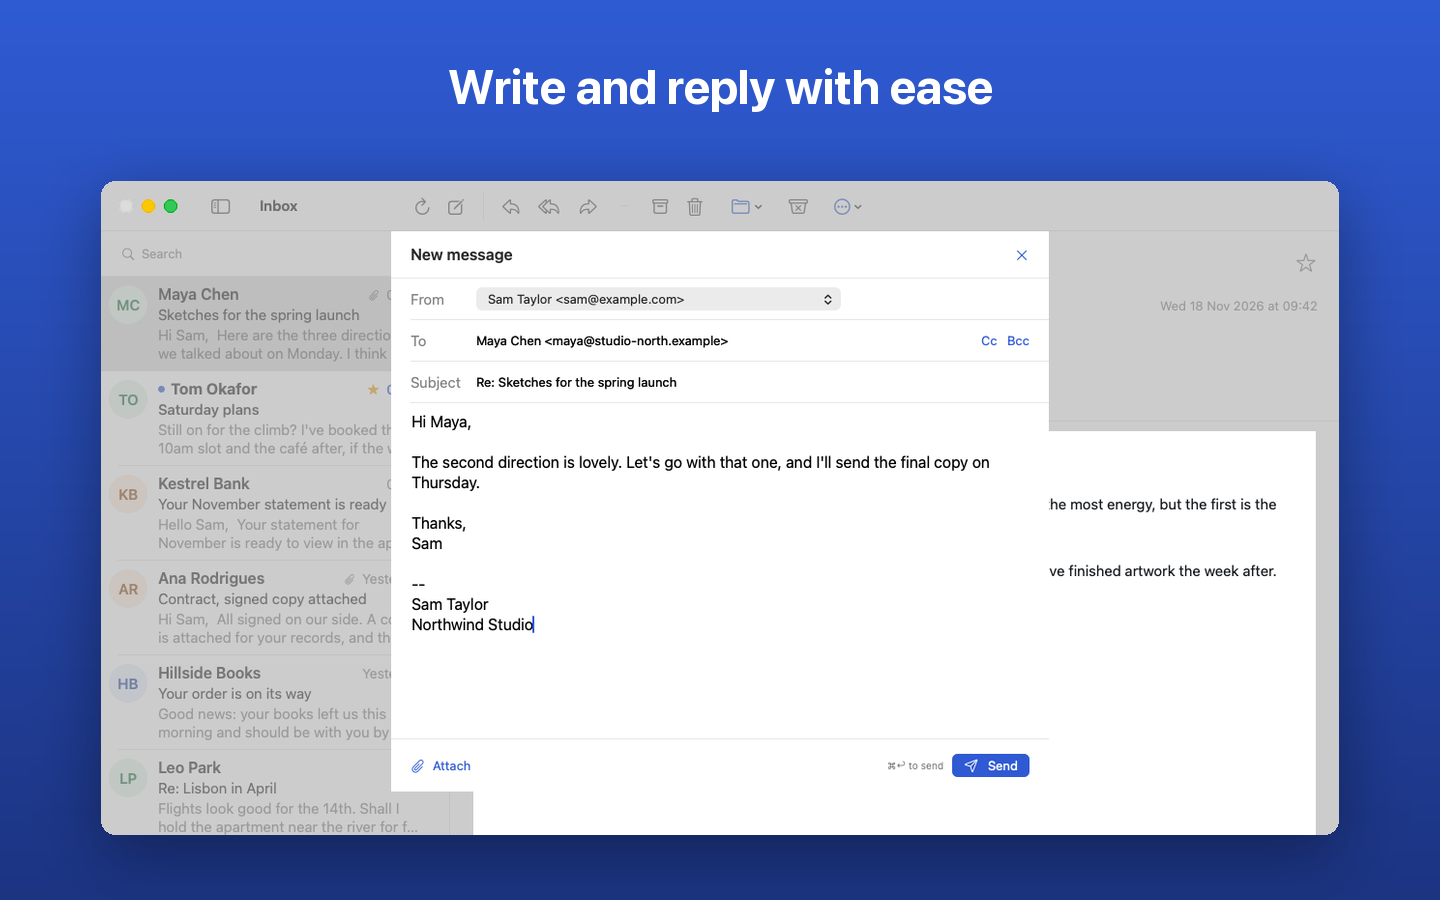 Write and reply with ease
Inbox
Search
Maya Chen
Sketches for the spring launch
Hi Sam, Here are the three directio
we talked about on Monday. I think
Tom Okafor
Saturday plans
Still on for the climb? I've booked th
10am slot and the café after, if the w
Kestrel Bank
Your November statement is ready
Hello Sam, Your statement for
November is ready to view in the ap
Ana Rodrigues
Yeste
Contract, signed copy attached
Hi Sam, All signed on our side. A co
is attached for your records, and th
Hillside Books
Yeste
Your order is on its way
Good news: your books left us this
morning and should be with you by
Leo Park
Re: Lisbon in April
Flights look good for the 14th. Shall I
hold the apartment near the river for f...
MC
TO
KB
AR
HB
LP
New message
From
Sam Taylor <sam@example.com>
To
Maya Chen <maya@studio-north.example>
Cc Bcc
Subject
Re: Sketches for the spring launch
Hi Maya,
The second direction is lovely. Let's go with that one, and I'll send the final copy on
Thursday.
Thanks,
Sam
--
Sam Taylor
Northwind Studio
Attach
⌘↩ to send
Send
Wed 18 Nov 2026 at 09:42
he most energy, but the first is the
ve finished artwork the week after.